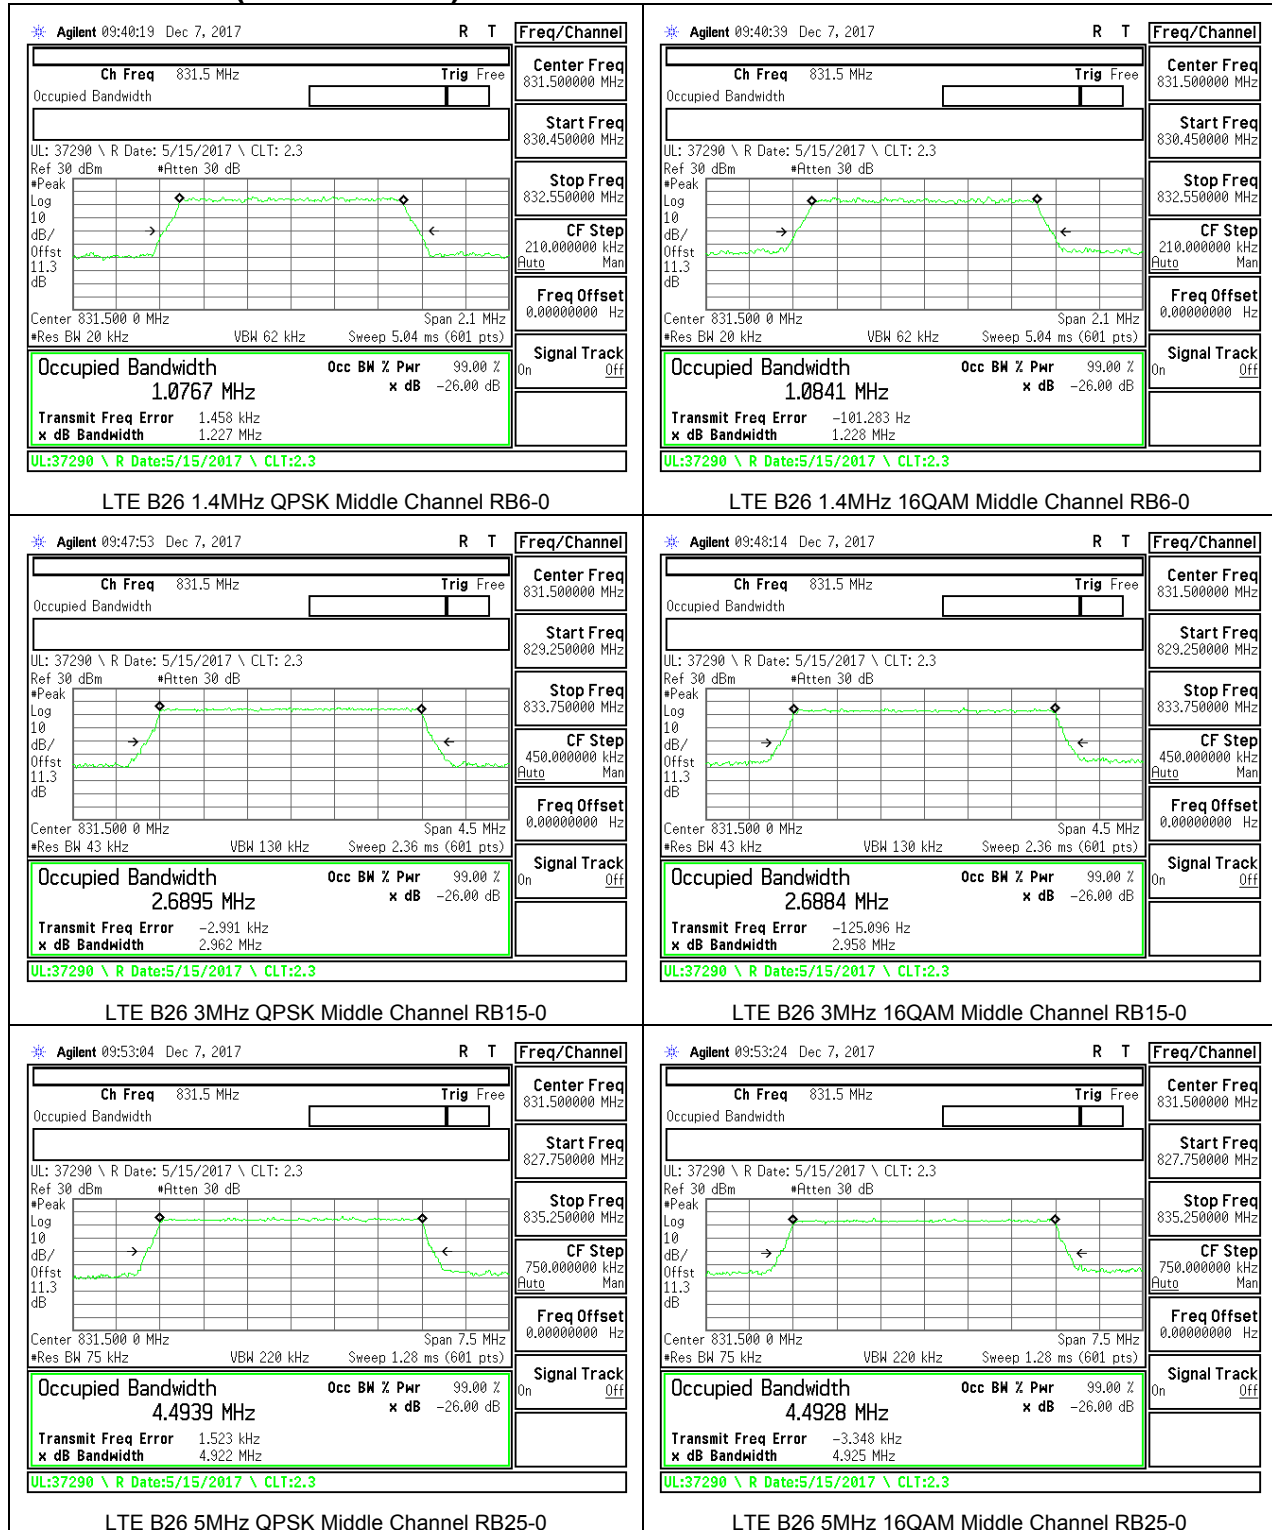 Agilent 09:40:19 Dec 7, 2017 R T Freq/Channel
Ch Freq 831.5 MHz Trig Free
Occupied Bandwidth
Center Freq
831.500000 MHz
Start Freq
830.450000 MHz
UL: 37290 \ R Date: 5/15/2017 \ CLT: 2.3
Ref 30 dBm #Atten 30 dB
#Peak
Log
10
dB/
Offst
11.3
dB
Stop Freq
832.550000 MHz
CF Step
210.000000 kHz
Auto Man
Freq Offset
0.00000000 Hz
Center 831.500 0 MHz Span 2.1 MHz
#Res BW 20 kHz VBW 62 kHz Sweep 5.04 ms (601 pts)
Signal Track
On Off
Occupied Bandwidth Occ BW % Pwr 99.00 %
1.0767 MHz x dB -26.00 dB
Transmit Freq Error 1.458 kHz
x dB Bandwidth 1.227 MHz
UL:37290 \ R Date:5/15/2017 \ CLT:2.3
LTE B26 1.4MHz QPSK Middle Channel RB6-0
Agilent 09:40:39 Dec 7, 2017 R T Freq/Channel
Ch Freq 831.5 MHz Trig Free
Occupied Bandwidth
Center Freq
831.500000 MHz
Start Freq
830.450000 MHz
UL: 37290 \ R Date: 5/15/2017 \ CLT: 2.3
Ref 30 dBm #Atten 30 dB
#Peak
Log
10
dB/
Offst
11.3
dB
Stop Freq
832.550000 MHz
CF Step
210.000000 kHz
Auto Man
Freq Offset
0.00000000 Hz
Center 831.500 0 MHz Span 2.1 MHz
#Res BW 20 kHz VBW 62 kHz Sweep 5.04 ms (601 pts)
Signal Track
On Off
Occupied Bandwidth Occ BW % Pwr 99.00 %
1.0841 MHz x dB -26.00 dB
Transmit Freq Error -101.283 Hz
x dB Bandwidth 1.228 MHz
UL:37290 \ R Date:5/15/2017 \ CLT:2.3
LTE B26 1.4MHz 16QAM Middle Channel RB6-0
Agilent 09:47:53 Dec 7, 2017 R T Freq/Channel
Ch Freq 831.5 MHz Trig Free
Occupied Bandwidth
Center Freq
831.500000 MHz
Start Freq
829.250000 MHz
UL: 37290 \ R Date: 5/15/2017 \ CLT: 2.3
Ref 30 dBm #Atten 30 dB
#Peak
Log
10
dB/
Offst
11.3
dB
Stop Freq
833.750000 MHz
CF Step
450.000000 kHz
Auto Man
Freq Offset
0.00000000 Hz
Center 831.500 0 MHz Span 4.5 MHz
#Res BW 43 kHz VBW 130 kHz Sweep 2.36 ms (601 pts)
Signal Track
On Off
Occupied Bandwidth Occ BW % Pwr 99.00 %
2.6895 MHz x dB -26.00 dB
Transmit Freq Error -2.991 kHz
x dB Bandwidth 2.962 MHz
UL:37290 \ R Date:5/15/2017 \ CLT:2.3
LTE B26 3MHz QPSK Middle Channel RB15-0
Agilent 09:48:14 Dec 7, 2017 R T Freq/Channel
Ch Freq 831.5 MHz Trig Free
Occupied Bandwidth
Center Freq
831.500000 MHz
Start Freq
829.250000 MHz
UL: 37290 \ R Date: 5/15/2017 \ CLT: 2.3
Ref 30 dBm #Atten 30 dB
#Peak
Log
10
dB/
Offst
11.3
dB
Stop Freq
833.750000 MHz
CF Step
450.000000 kHz
Auto Man
Freq Offset
0.00000000 Hz
Center 831.500 0 MHz Span 4.5 MHz
#Res BW 43 kHz VBW 130 kHz Sweep 2.36 ms (601 pts)
Signal Track
On Off
Occupied Bandwidth Occ BW % Pwr 99.00 %
2.6884 MHz x dB -26.00 dB
Transmit Freq Error -125.096 Hz
x dB Bandwidth 2.958 MHz
UL:37290 \ R Date:5/15/2017 \ CLT:2.3
LTE B26 3MHz 16QAM Middle Channel RB15-0
Agilent 09:53:04 Dec 7, 2017 R T Freq/Channel
Ch Freq 831.5 MHz Trig Free
Occupied Bandwidth
Center Freq
831.500000 MHz
Start Freq
827.750000 MHz
UL: 37290 \ R Date: 5/15/2017 \ CLT: 2.3
Ref 30 dBm #Atten 30 dB
#Peak
Log
10
dB/
Offst
11.3
dB
Stop Freq
835.250000 MHz
CF Step
750.000000 kHz
Auto Man
Freq Offset
0.00000000 Hz
Center 831.500 0 MHz Span 7.5 MHz
#Res BW 75 kHz VBW 220 kHz Sweep 1.28 ms (601 pts)
Signal Track
On Off
Occupied Bandwidth Occ BW % Pwr 99.00 %
4.4939 MHz x dB -26.00 dB
Transmit Freq Error 1.523 kHz
x dB Bandwidth 4.922 MHz
UL:37290 \ R Date:5/15/2017 \ CLT:2.3
LTE B26 5MHz QPSK Middle Channel RB25-0
Agilent 09:53:24 Dec 7, 2017 R T Freq/Channel
Ch Freq 831.5 MHz Trig Free
Occupied Bandwidth
Center Freq
831.500000 MHz
Start Freq
827.750000 MHz
UL: 37290 \ R Date: 5/15/2017 \ CLT: 2.3
Ref 30 dBm #Atten 30 dB
#Peak
Log
10
dB/
Offst
11.3
dB
Stop Freq
835.250000 MHz
CF Step
750.000000 kHz
Auto Man
Freq Offset
0.00000000 Hz
Center 831.500 0 MHz Span 7.5 MHz
#Res BW 75 kHz VBW 220 kHz Sweep 1.28 ms (601 pts)
Signal Track
On Off
Occupied Bandwidth Occ BW % Pwr 99.00 %
4.4928 MHz x dB -26.00 dB
Transmit Freq Error -3.348 kHz
x dB Bandwidth 4.925 MHz
UL:37290 \ R Date:5/15/2017 \ CLT:2.3
LTE B26 5MHz 16QAM Middle Channel RB25-0